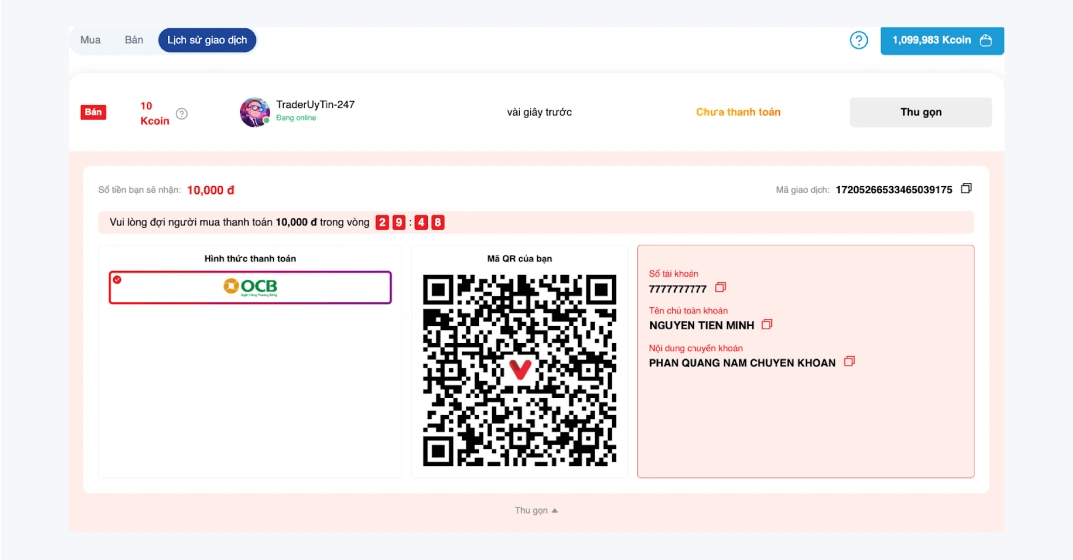 Mua Bán Lịch sử giao dịch
1,099,983 Kcoin
Bán
10
Kcoin
TraderUyTin-247
Đang online
vài giây trước
Chưa thanh toán
Thu gọn
Số tiền bạn sẽ nhận: 10,000 đ
Mã giao dịch: 17205266533465039175
Vui lòng đợi người mua thanh toán 10,000 đ trong vòng 2 9 : 4 8
Hình thức thanh toán
OCB
Mã QR của bạn
Số tài khoản
7777777777
Tên chủ toàn khoản
NGUYEN TIEN MINH
Nội dung chuyển khoản
PHAN QUANG NAM CHUYEN KHOAN
Thu gọn